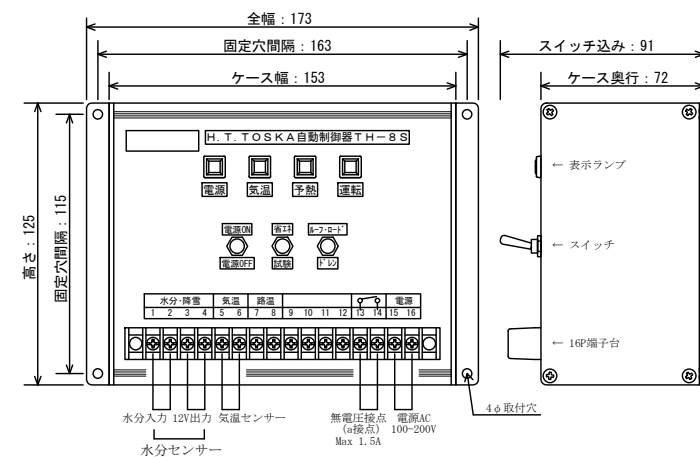 全幅：173
固定穴間隔：163
スイッチ込み：91
ケース幅：153
ケース奥行：72
高さ：125
固定穴間隔：115
H.T.TOSKA自動制御器TH－8S
電源 気温 予熱 運転
← 表示ランプ
電源ON 省エネ ルーフ・ロード
電源OFF 試験 ドレン
← スイッチ
水分・降雪 気温 路温 電源
1 2 3 4 5 6 7 8 9 10 11 12 13 14 15 16
← 16P端子台
4φ取付穴
水分入力 12V出力 気温センサー 無電圧接点 電源AC
(a接点) 100-200V
Max 1.5A
水分センサー